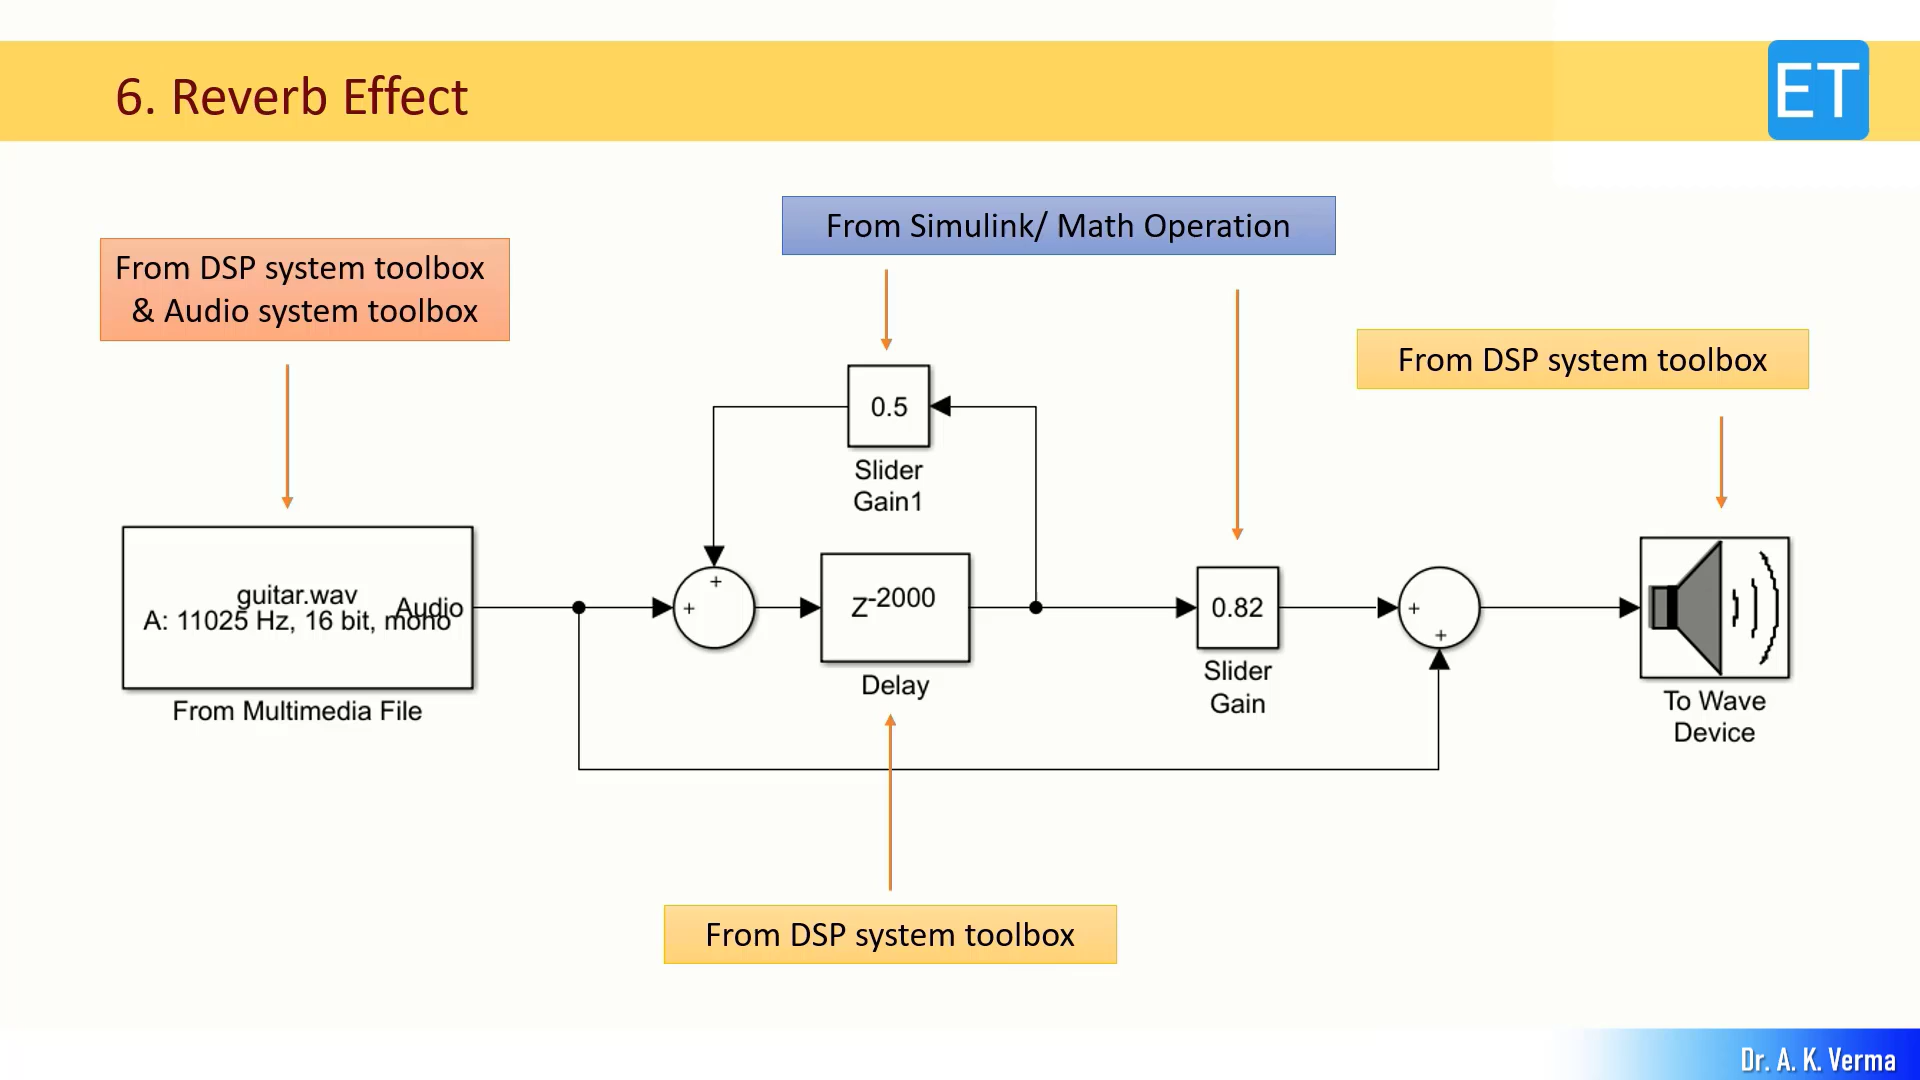 6. Reverb Effect
ET
From Simulink/ Math Operation
From DSP system toolbox
& Audio system toolbox
From DSP system toolbox
0.5
Slider
Gain1
+
guitar.wav
Audio
A: 11025 Hz, 16 bit, mono
From Multimedia File
+
z-2000
Delay
0.82
Slider
Gain
+
+
To Wave
Device
From DSP system toolbox
Dr. A. K. Verma